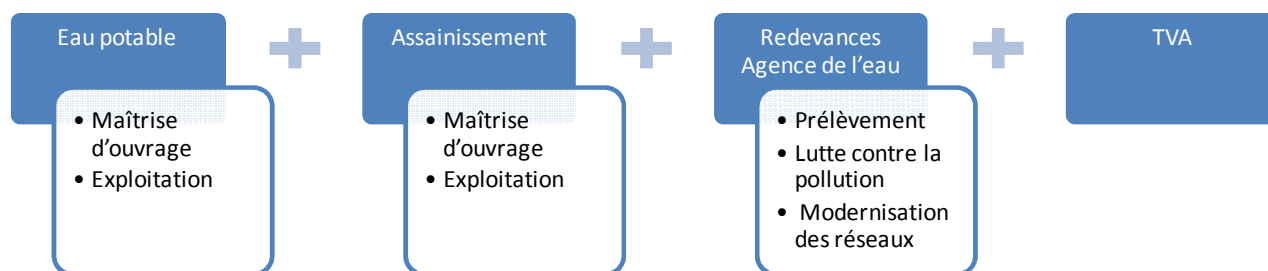 Eau potable
• Maîtrise
d'ouvrage
• Exploitation
Assainissement
• Maîtrise
d'ouvrage
• Exploitation
Redevances
Agence de l'eau
• Prélèvement
• Lutte contre la
pollution
• Modernisation
des réseaux
TVA